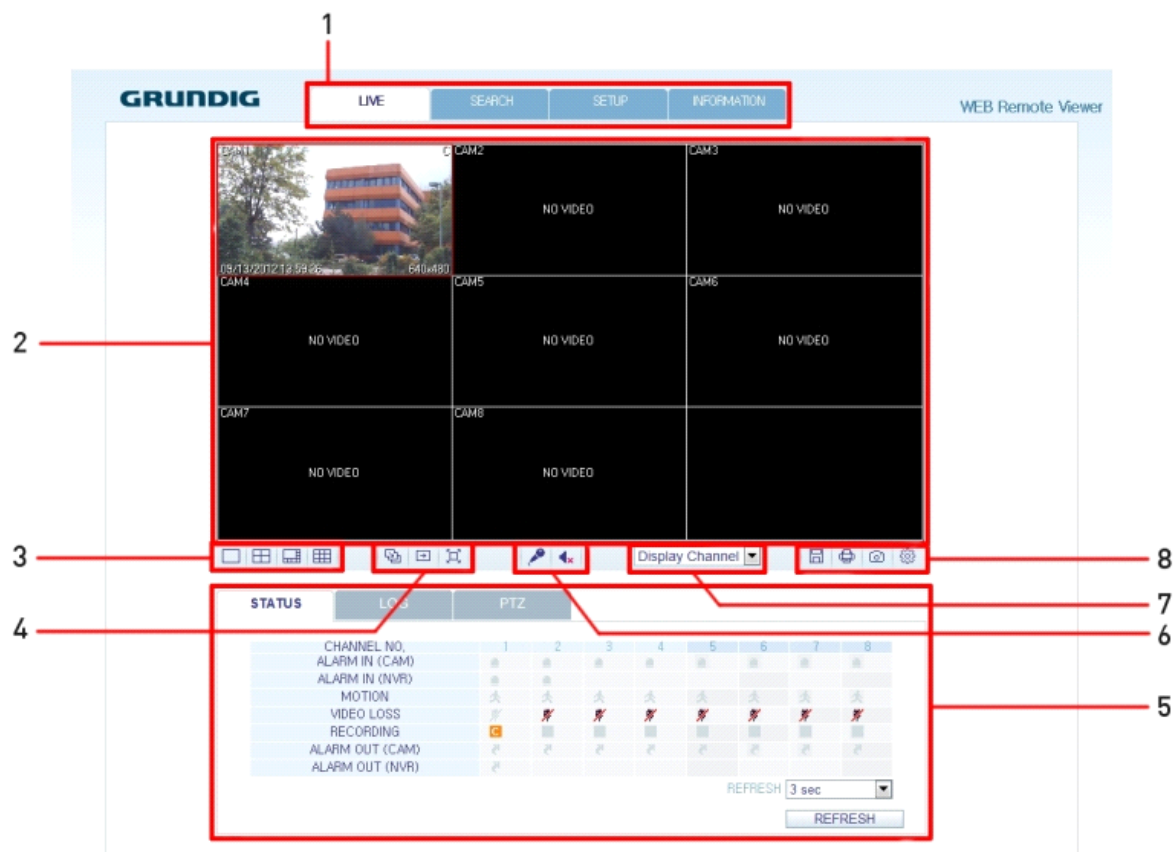 1
GRUNDIG
LIVE
SEARCH
SETUP
INFORMATION
WEB Remote Viewer
CAM1
C
CAM2
CAM3
NO VIDEO
NO VIDEO
09/13/2012 13:59:26
640x480
CAM4
CAM5
CAM6
2
NO VIDEO
NO VIDEO
NO VIDEO
CAM7
CAM8
NO VIDEO
NO VIDEO
3
Display Channel
8
7
4
6
STATUS
LOG
PTZ
CHANNEL NO, 1 2 3 4 5 6 7 8
ALARM IN (CAM)
ALARM IN (NVR)
MOTION
5
VIDEO LOSS
RECORDING C
ALARM OUT (CAM)
ALARM OUT (NVR)
REFRESH 3 sec
REFRESH